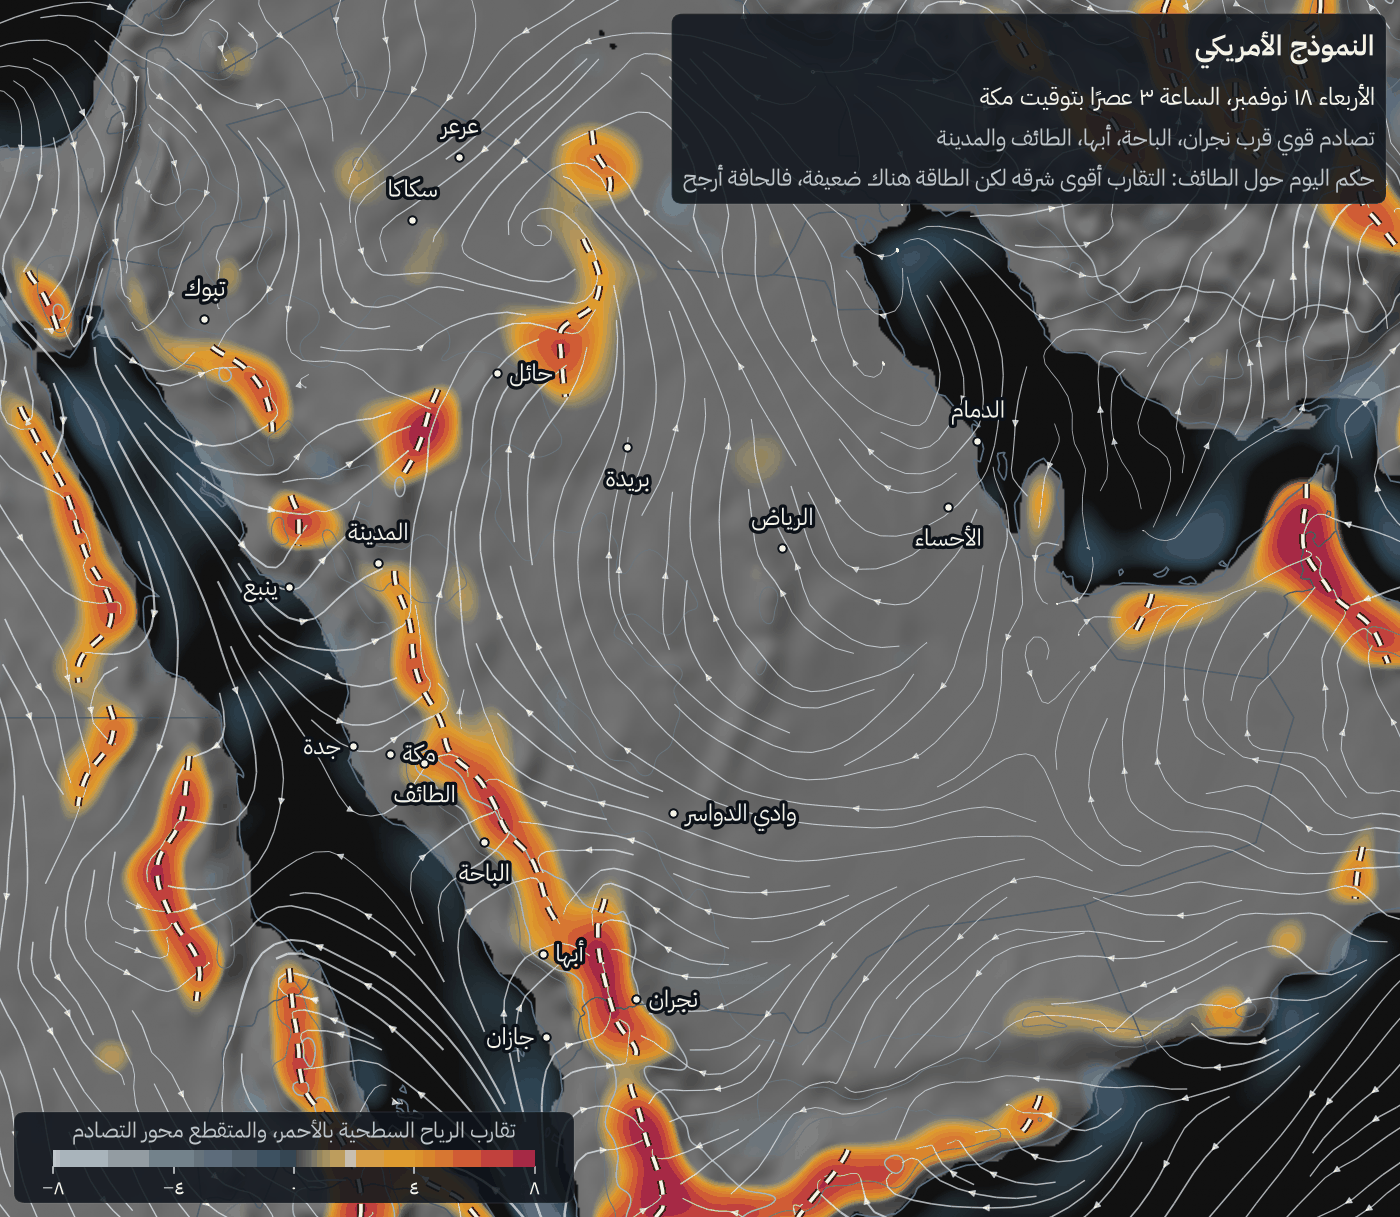 النموذج الأمريكي
الأربعاء ١٨ نوفمبر، الساعة ٣ عصرًا بتوقيت مكة
تصادم قوي قرب نجران، الباحة، أبها، الطائف والمدينة
حكم اليوم حول الطائف: التقارب أقوى شرقه لكن الطاقة هناك ضعيفة، فالحافة أرجح
عرعر
سكاكا
تبوك
حائل
الدمام
بريدة
الرياض
المدينة
الأحساء
ينبع
جدة
مكة
الطائف
وادي الدواسر
الباحة
أبها
نجران
جازان
تقارب الرياح السطحية بالأحمر، والمتقطع محور التصادم
−٨ −٤ ٠ ٤ ٨